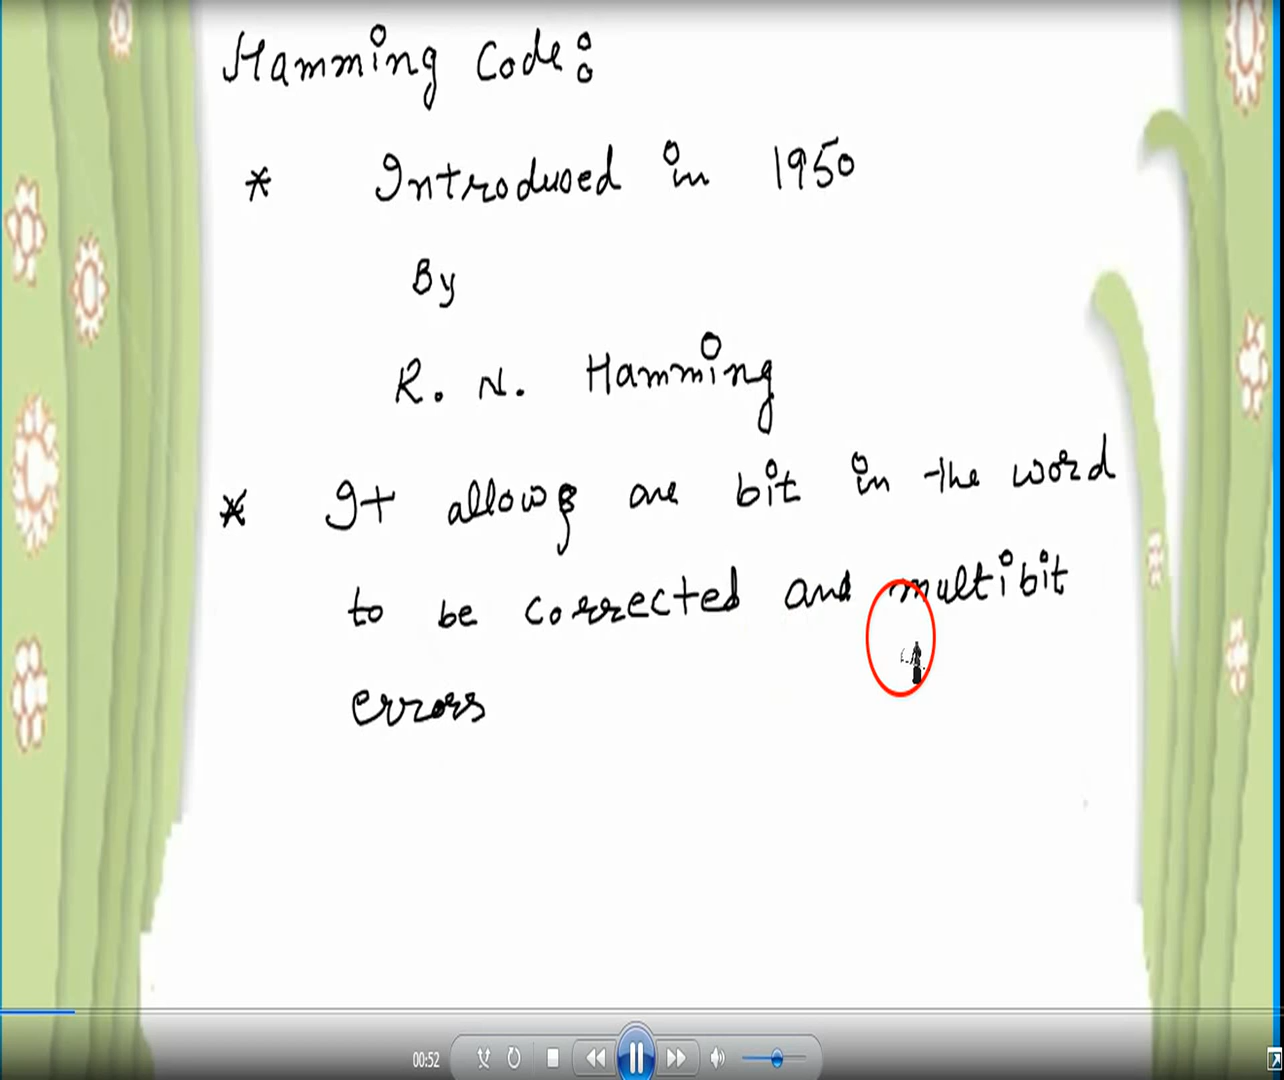 Hamming Code:
* Introduced in 1950
By
R. N. Hamming
* It allows one bit in the word
to be corrected and multibit
errors
00:52